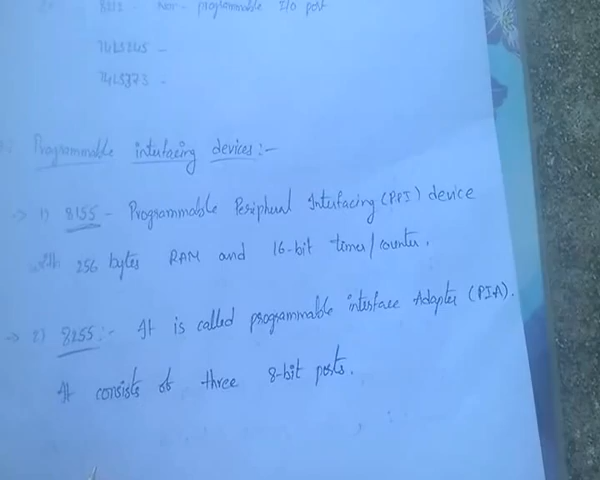 8212 - Non - programmable I/O port
74LS245 -
74LS373 -
Programmable interfacing devices :-
-> 1) 8155 - Programmable Peripheral Interfacing (PPI) device
with 256 bytes RAM and 16-bit timer/counter.
-> 2) 8255 :- It is called programmable interface Adapter (PIA).
It consists of three 8-bit ports.